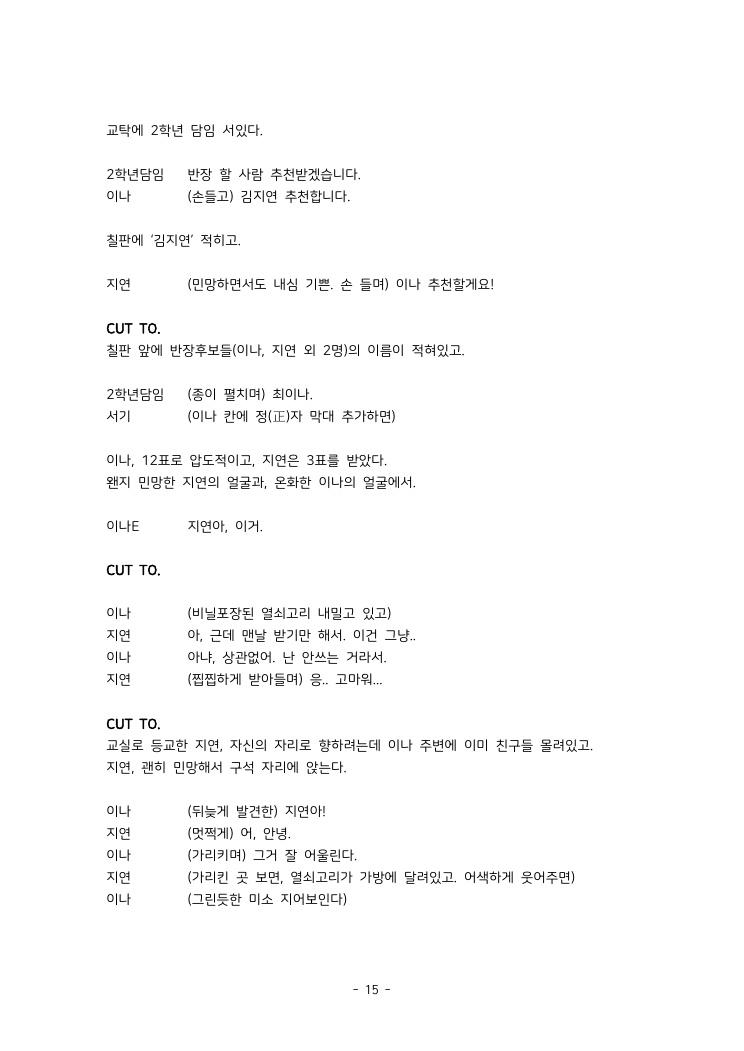 교탁에 2학년 담임 서있다.
2학년담임 반장 할 사람 추천받겠습니다.
이나 (손들고) 김지연 추천합니다.
칠판에 ‘김지연’ 적히고.
지연 (민망하면서도 내심 기쁜. 손 들며) 이나 추천할게요!
CUT TO.
칠판 앞에 반장후보들(이나, 지연 외 2명)의 이름이 적혀있고.
2학년담임 (종이 펼치며) 최이나.
서기 (이나 칸에 정(正)자 막대 추가하면)
이나, 12표로 압도적이고, 지연은 3표를 받았다.
왠지 민망한 지연의 얼굴과, 온화한 이나의 얼굴에서.
이나E 지연아, 이거.
CUT TO.
이나 (비닐포장된 열쇠고리 내밀고 있고)
지연 아, 근데 맨날 받기만 해서. 이건 그냥..
이나 아냐, 상관없어. 난 안쓰는 거라서.
지연 (찝찝하게 받아들며) 응.. 고마워...
CUT TO.
교실로 등교한 지연, 자신의 자리로 향하려는데 이나 주변에 이미 친구들 몰려있고.
지연, 괜히 민망해서 구석 자리에 앉는다.
이나 (뒤늦게 발견한) 지연아!
지연 (멋쩍게) 어, 안녕.
이나 (가리키며) 그거 잘 어울린다.
지연 (가리킨 곳 보면, 열쇠고리가 가방에 달려있고. 어색하게 웃어주면)
이나 (그린듯한 미소 지어보인다)
- 15 -